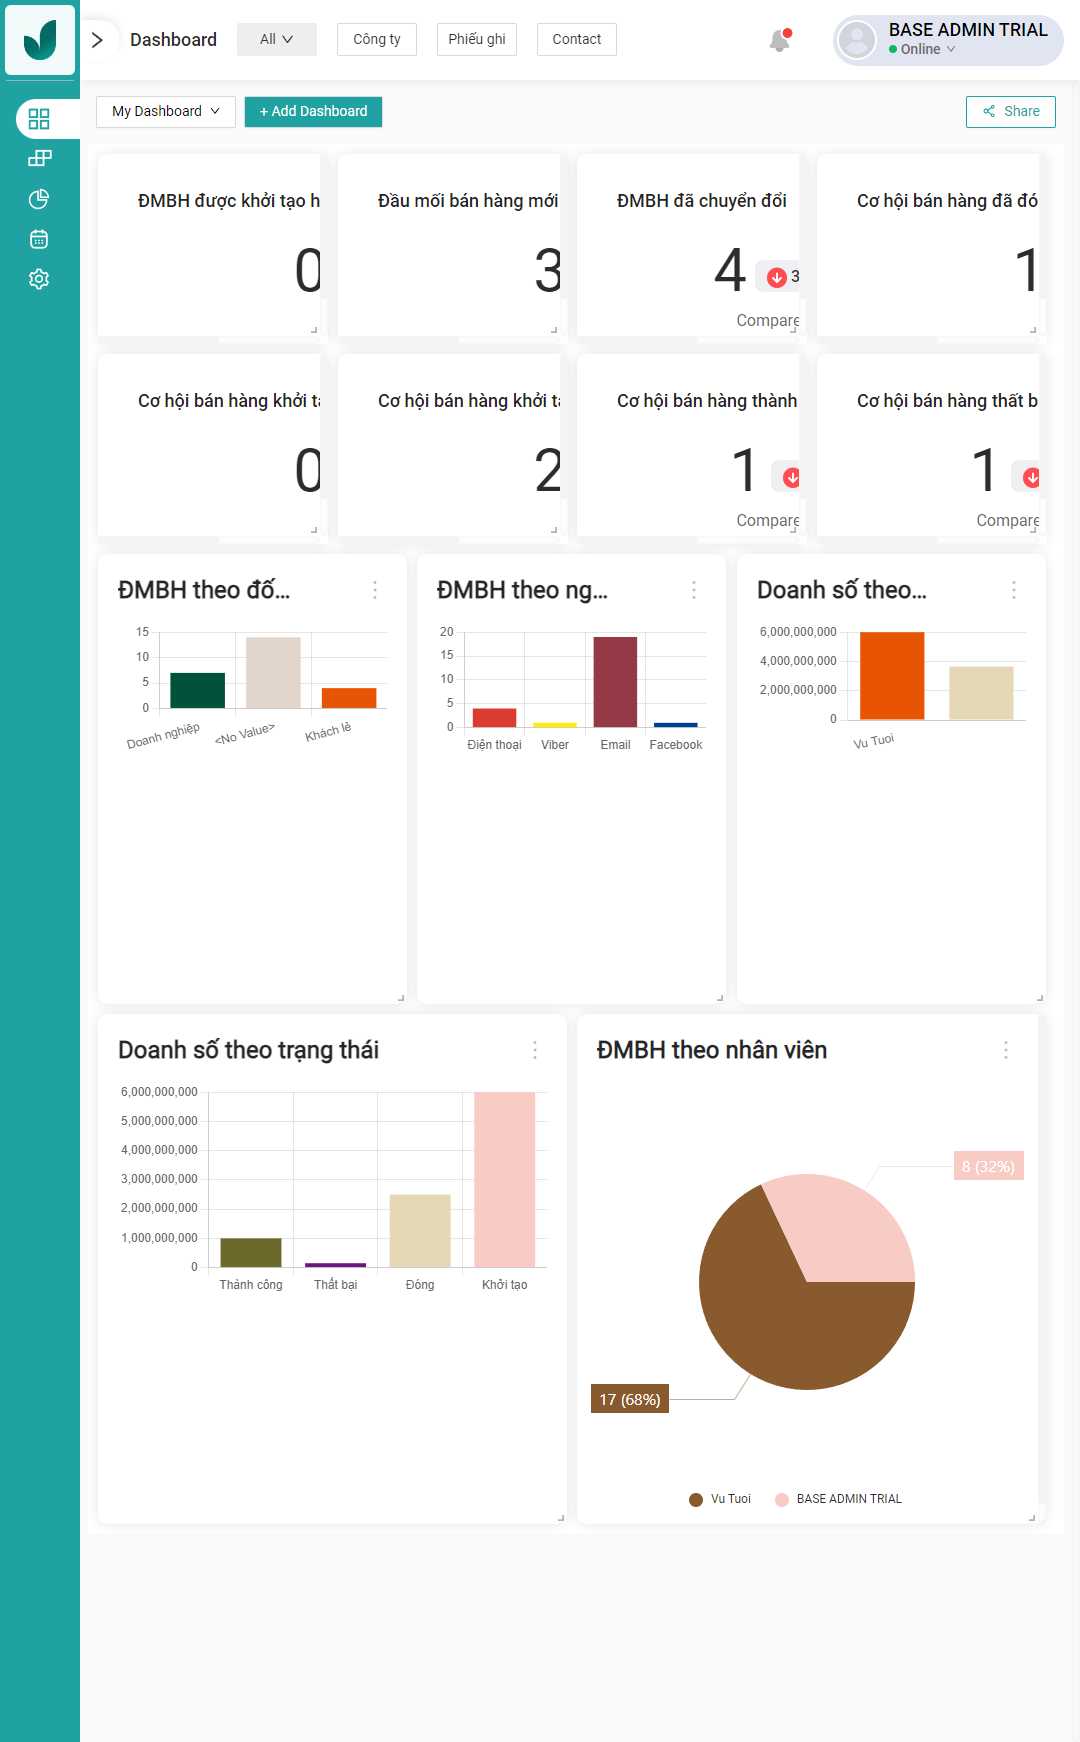 Dashboard
All
Công ty
Phiếu ghi
Contact
BASE ADMIN TRIAL
Online
My Dashboard
+ Add Dashboard
Share
ĐMBH được khởi tạo h
0
Đầu mối bán hàng mới
3
ĐMBH đã chuyển đổi
4
3
Compare
Cơ hội bán hàng đã đó
1
Cơ hội bán hàng khởi tạ
0
Cơ hội bán hàng khởi tạ
2
Cơ hội bán hàng thành
1
Compare
Cơ hội bán hàng thất b
1
Compare
ĐMBH theo đố...
15
10
5
0
Doanh nghiệp
<No Value>
Khách lẻ
ĐMBH theo ng...
20
15
10
5
0
Điện thoại
Viber
Email
Facebook
Doanh số theo...
6,000,000,000
4,000,000,000
2,000,000,000
0
Vu Tuoi
Doanh số theo trạng thái
6,000,000,000
5,000,000,000
4,000,000,000
3,000,000,000
2,000,000,000
1,000,000,000
0
Thành công
Thất bại
Đóng
Khởi tạo
ĐMBH theo nhân viên
8 (32%)
17 (68%)
Vu Tuoi
BASE ADMIN TRIAL